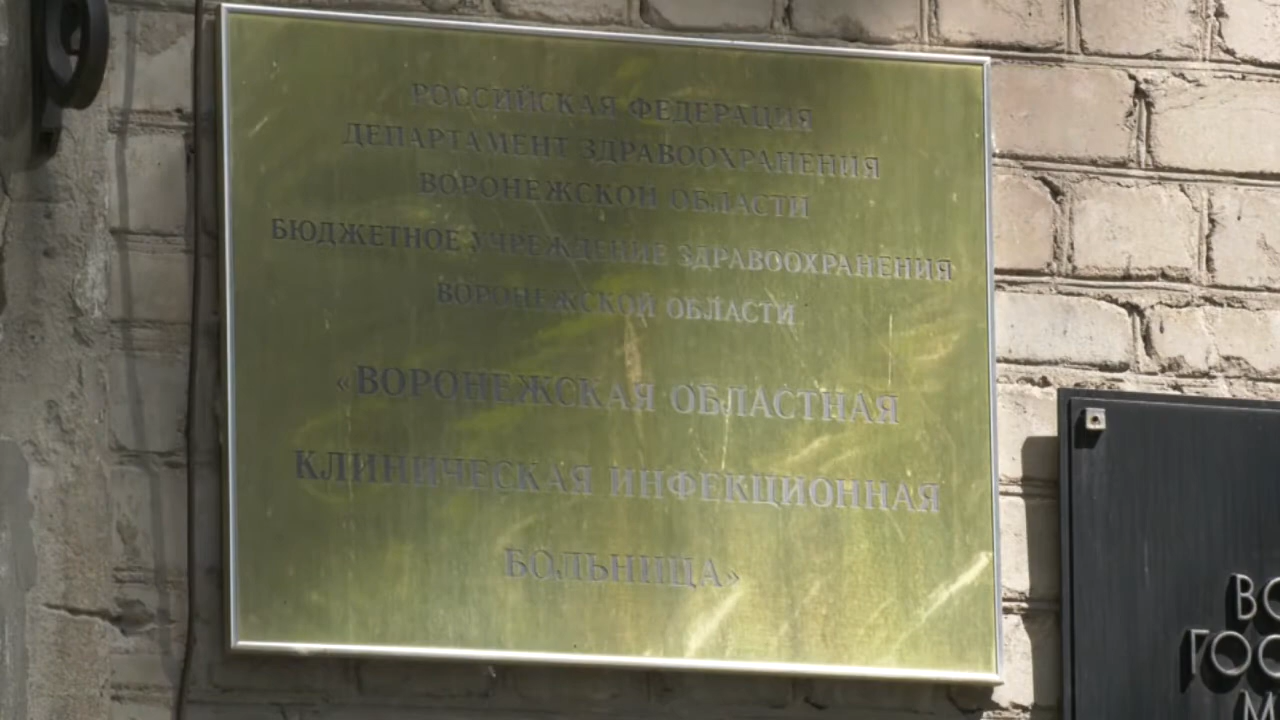 РОССИЙСКАЯ ФЕДЕРАЦИЯ
ДЕПАРТАМЕНТ ЗДРАВООХРАНЕНИЯ
ВОРОНЕЖСКОЙ ОБЛАСТИ
БЮДЖЕТНОЕ УЧРЕЖДЕНИЕ ЗДРАВООХРАНЕНИЯ
ВОРОНЕЖСКОЙ ОБЛАСТИ
«ВОРОНЕЖСКАЯ ОБЛАСТНАЯ
КЛИНИЧЕСКАЯ ИНФЕКЦИОННАЯ
БОЛЬНИЦА»